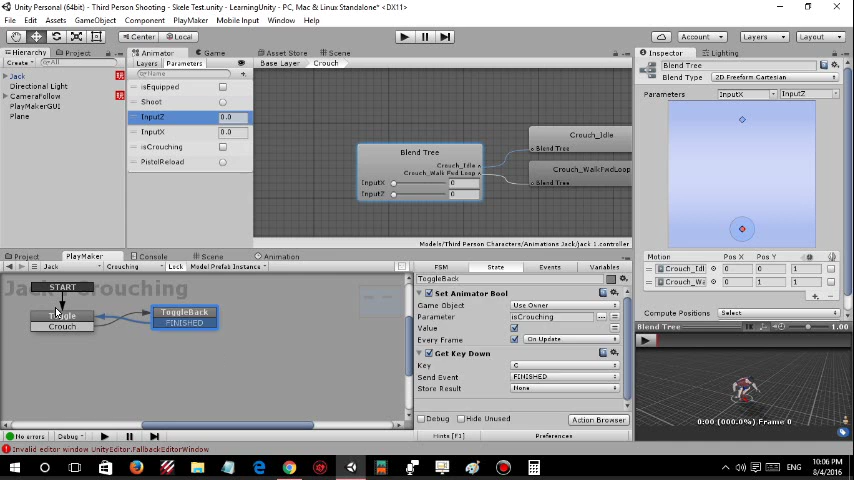 Unity Personal (64bit) - Third Person Shooting - Skele Test.unity - LearningUnity - PC, Mac & Linux Standalone* <DX11>
File Edit Assets GameObject Component PlayMaker Mobile Input Window Help
Center Local Account Layers Layout
Hierarchy Project Animator Game Asset Store Scene Inspector Lighting
Create All Layers Parameters Base Layer Crouch Blend Tree
Name Blend Type 2D Freeform Cartesian
Jack
Directional Light
CameraFollow
PlayMakerGUI
Plane
isEquipped
Shoot
InputZ 0.0
InputX 0.0
isCrouching
PistolReload
Parameters InputX InputZ
Crouch_Idle
Blend Tree
Crouch_WalkFwdLoop
Blend Tree
Blend Tree
Crouch_Idle
Crouch_Walk Fwd Loop
InputX 0
InputZ 0
Models/Third Person Characters/Animations Jack/jack 1.controller
Motion Pos X Pos Y
Crouch_Idl 0 0 1
Crouch_Wa 0 1 1
Compute Positions Select
Project PlayMaker Console Scene Animation
Jack Crouching Lock Model Prefab Instance
FSM State Events Variables
Jack : Crouching
START
Toggle
Crouch
ToggleBack
FINISHED
ToggleBack
Set Animator Bool
Game Object Use Owner
Parameter isCrouching
Value
Every Frame On Update
Get Key Down
Key C
Send Event FINISHED
Store Result None
Debug Hide Unused Action Browser
Hints [F1] Preferences
No errors Debug
Blend Tree 1.00
0:00 (000.0%) Frame 0
Invalid editor window UnityEditor.FallbackEditorWindow
ENG
10:06 PM
8/4/2016